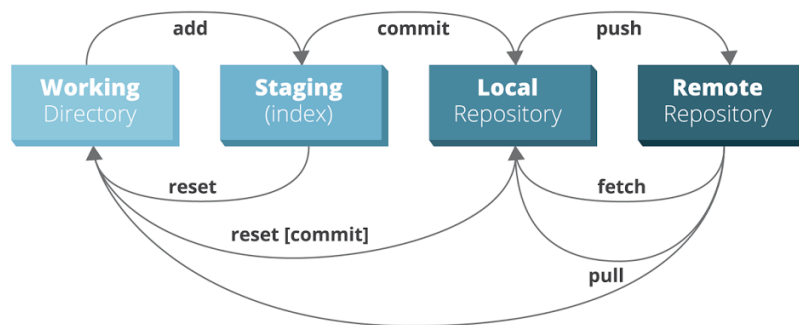 add
commit
push
Working
Directory
Staging
(index)
Local
Repository
Remote
Repository
reset
fetch
reset [commit]
pull